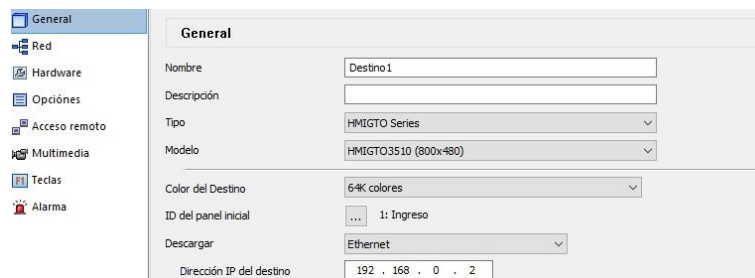 General
Red
Hardware
Opciónes
Acceso remoto
Multimedia
F1 Teclas
Alarma
General
Nombre Destino1
Descripción
Tipo HMIGTO Series
Modelo HMIGTO3510 (800x480)
Color del Destino 64K colores
ID del panel inicial ... 1: Ingreso
Descargar Ethernet
Dirección IP del destino 192 . 168 . 0 . 2